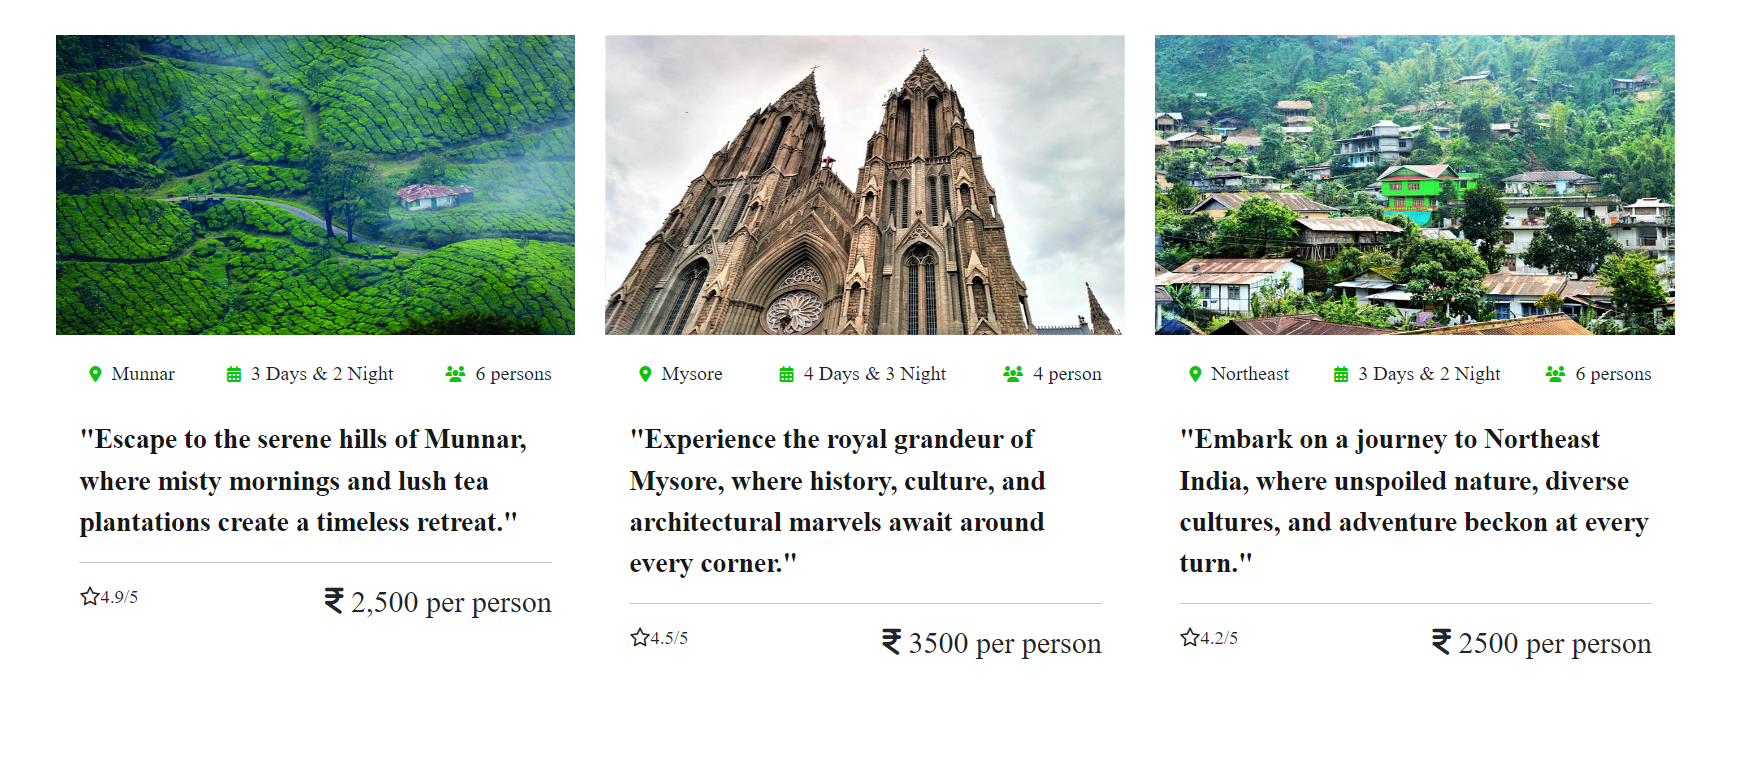 Munnar 3 Days & 2 Night 6 persons
"Escape to the serene hills of Munnar,
where misty mornings and lush tea
plantations create a timeless retreat."
4.9/5 ₹ 2,500 per person
Mysore 4 Days & 3 Night 4 person
"Experience the royal grandeur of
Mysore, where history, culture, and
architectural marvels await around
every corner."
4.5/5 ₹ 3500 per person
Northeast 3 Days & 2 Night 6 persons
"Embark on a journey to Northeast
India, where unspoiled nature, diverse
cultures, and adventure beckon at every
turn."
4.2/5 ₹ 2500 per person